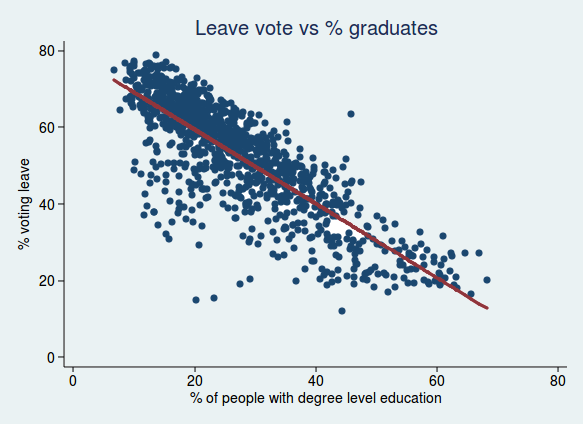 Leave vote vs % graduates
% voting leave
80
60
40
20
0
0 20 40 60 80
% of people with degree level education